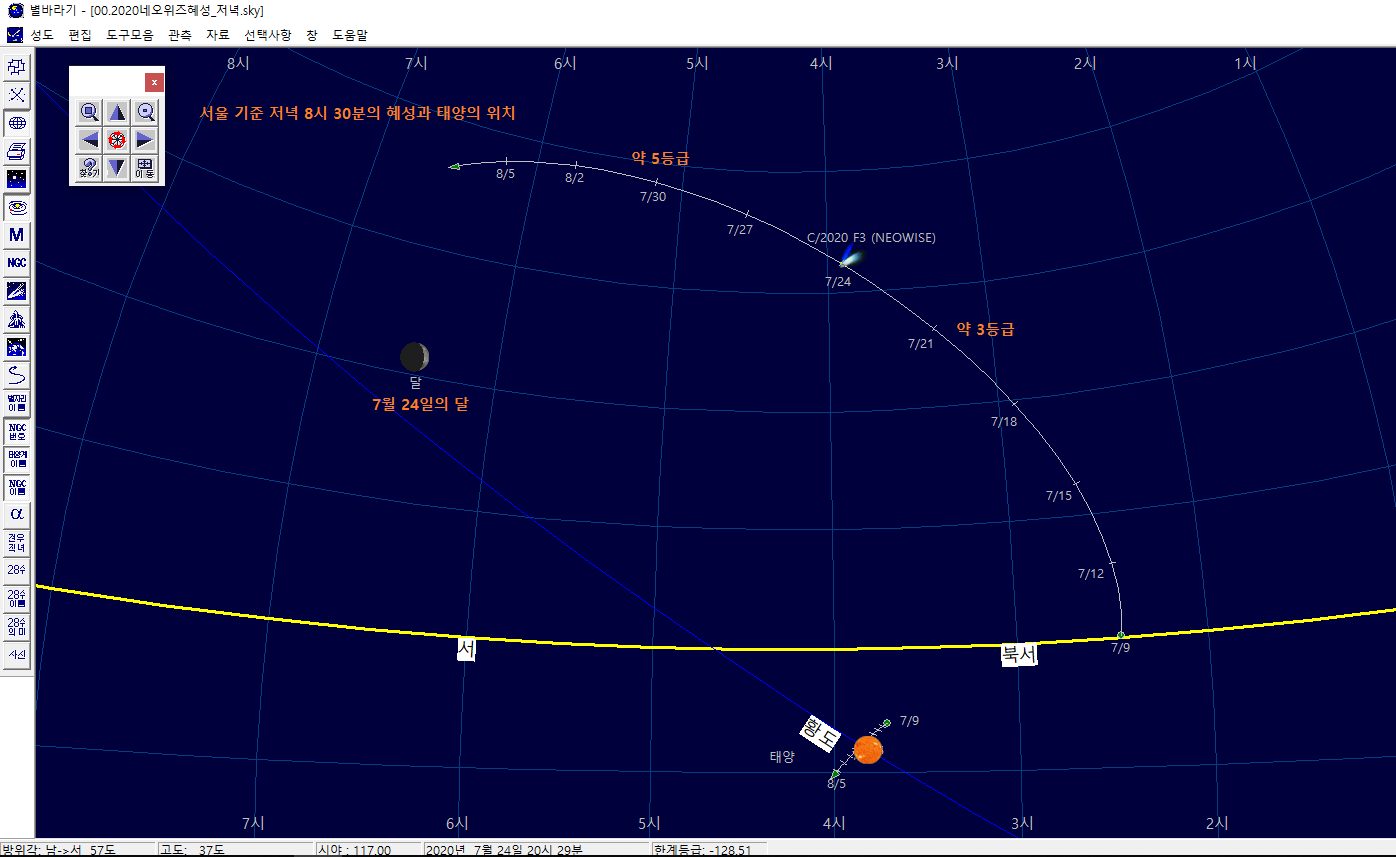 별바라기 - [00.2020네오위즈혜성_저녁.sky]
성도 편집 도구모음 관측 자료 선택사항 창 도움말
8시 7시 6시 5시 4시 3시 2시 1시
x
서울 기준 저녁 8시 30분의 혜성과 태양의 위치
찾기
이동
약 5등급
8/5
8/2
7/30
7/27
C/2020 F3 (NEOWISE)
7/24
약 3등급
7/21
달
7월 24일의 달
7/18
7/15
7/12
M
NGC
별자리
이름
NGC
번호
태양계
이름
NGC
이름
α
견우
직녀
28수
28수
이름
28수
의미
사신
서
북서
7/9
황도
7/9
태양
8/5
7시 6시 5시 4시 3시 2시
방위각: 남->서 57도
고도: 37도
시야 : 117.00
2020년 7월 24일 20시 29분
한계등급: -128.51